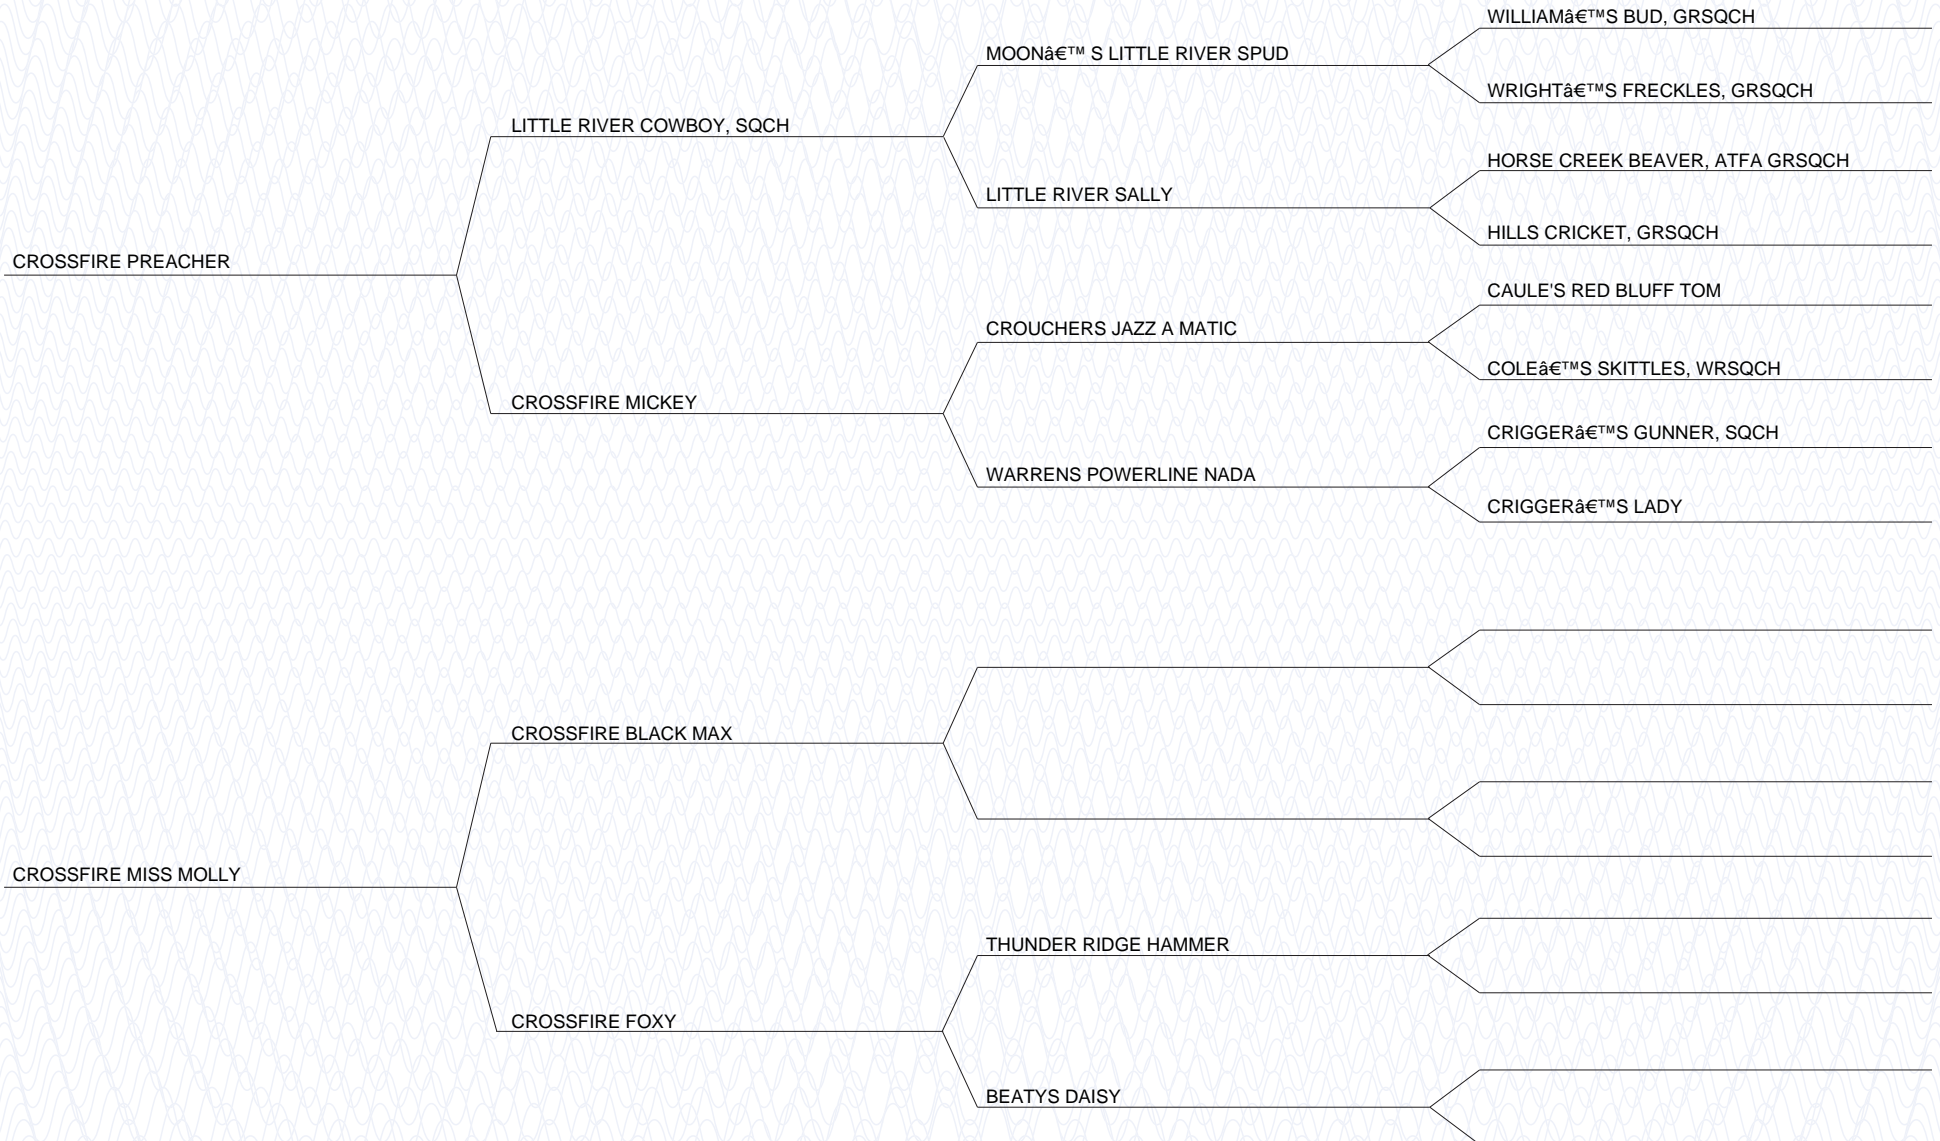 WILLIAMâ€™S BUD, GRSQCH
MOONâ€™ S LITTLE RIVER SPUD
WRIGHTâ€™S FRECKLES, GRSQCH
LITTLE RIVER COWBOY, SQCH
HORSE CREEK BEAVER, ATFA GRSQCH
LITTLE RIVER SALLY
HILLS CRICKET, GRSQCH
CROSSFIRE PREACHER
CAULE'S RED BLUFF TOM
CROUCHERS JAZZ A MATIC
COLEâ€™S SKITTLES, WRSQCH
CROSSFIRE MICKEY
CRIGGERâ€™S GUNNER, SQCH
WARRENS POWERLINE NADA
CRIGGERâ€™S LADY
CROSSFIRE BLACK MAX
CROSSFIRE MISS MOLLY
THUNDER RIDGE HAMMER
CROSSFIRE FOXY
BEATYS DAISY